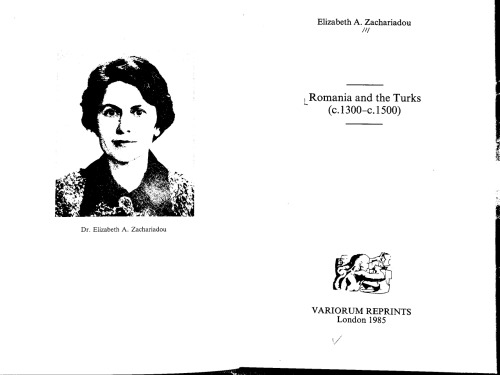 Dr. Elizabeth A. Zachariadou
Elizabeth A. Zachariadou
Romania and the Turks
(c.1300–c.1500)
VARIORUM REPRINTS
London 1985